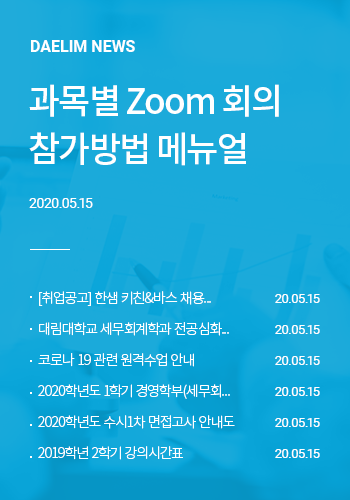 DAELIM NEWS
과목별 Zoom 회의
참가방법 메뉴얼
2020.05.15
· [취업공고] 한샘 키친&바스 채용... 20.05.15
· 대림대학교 세무회계학과 전공심화... 20.05.15
· 코로나 19 관련 원격수업 안내 20.05.15
· 2020학년도 1학기 경영학부(세무회... 20.05.15
· 2020학년도 수시1차 면접고사 안내도 20.05.15
· 2019학년 2학기 강의시간표 20.05.15